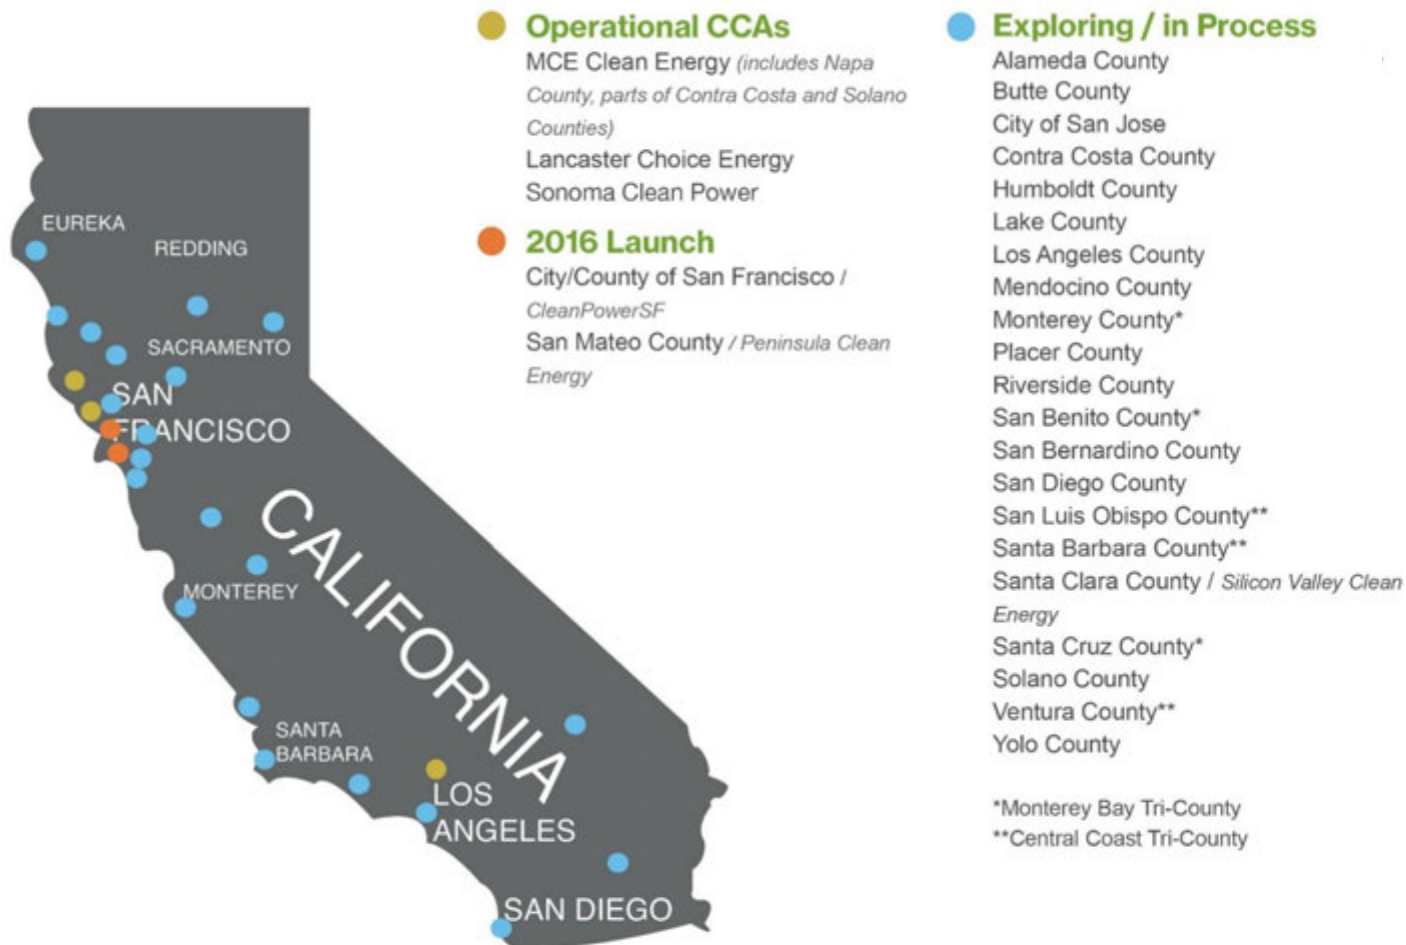 Operational CCAs
MCE Clean Energy (includes Napa
County, parts of Contra Costa and Solano
Counties)
Lancaster Choice Energy
Sonoma Clean Power
2016 Launch
City/County of San Francisco /
CleanPowerSF
San Mateo County / Peninsula Clean
Energy
Exploring / in Process
Alameda County
Butte County
City of San Jose
Contra Costa County
Humboldt County
Lake County
Los Angeles County
Mendocino County
Monterey County*
Placer County
Riverside County
San Benito County*
San Bernardino County
San Diego County
San Luis Obispo County**
Santa Barbara County**
Santa Clara County / Silicon Valley Clean
Energy
Santa Cruz County*
Solano County
Ventura County**
Yolo County
*Monterey Bay Tri-County
**Central Coast Tri-County
EUREKA
REDDING
SACRAMENTO
SAN
FRANCISCO
CALIFORNIA
MONTEREY
SANTA
BARBARA
LOS
ANGELES
SAN DIEGO